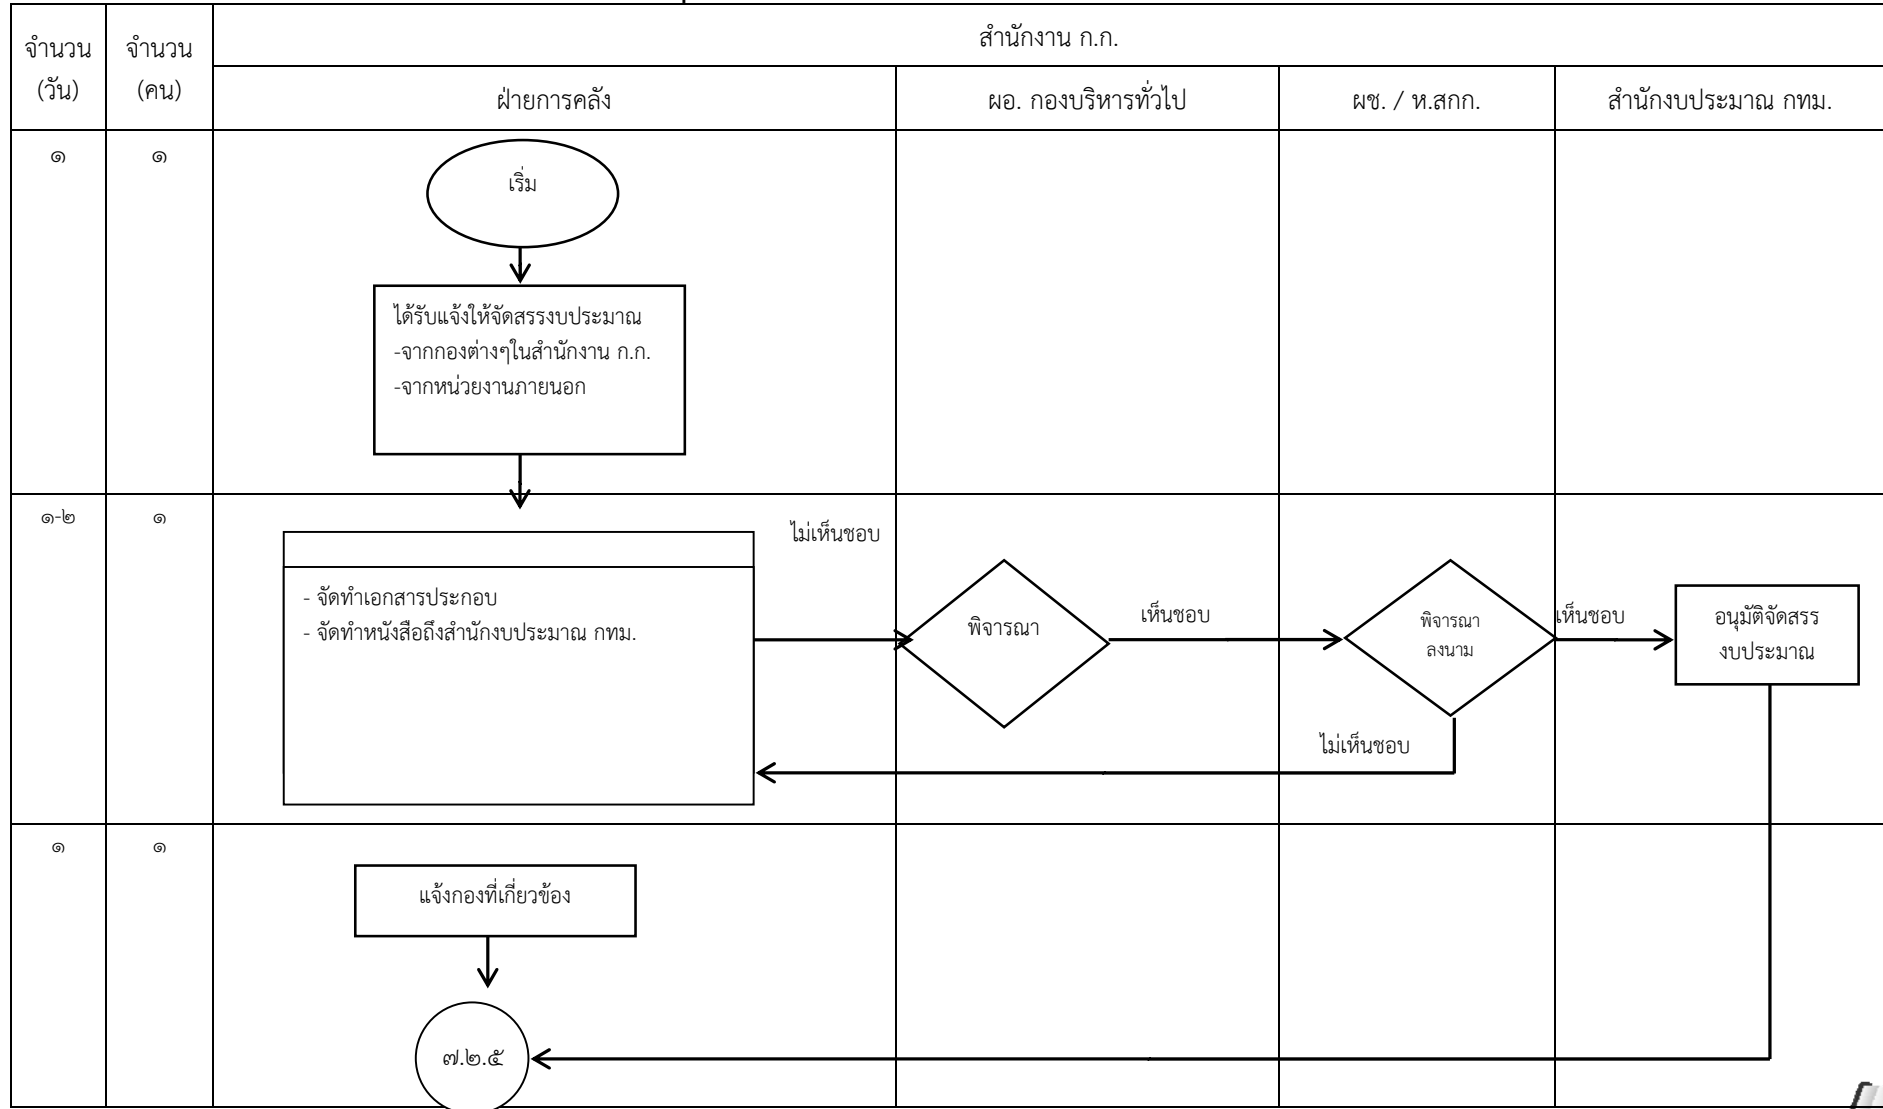 จำนวน
(วัน)
จำนวน
(คน)
สำนักงาน ก.ก.
ฝ่ายการคลัง
ผอ. กองบริหารทั่วไป
ผช. / ห.สกก.
สำนักงบประมาณ กทม.
๑
๑
เริ่ม
ได้รับแจ้งให้จัดสรรงบประมาณ
-จากกองต่างๆในสำนักงาน ก.ก.
-จากหน่วยงานภายนอก
๑-๒
๑
ไม่เห็นชอบ
- จัดทำเอกสารประกอบ
- จัดทำหนังสือถึงสำนักงบประมาณ กทม.
พิจารณา
เห็นชอบ
พิจารณา
ลงนาม
เห็นชอบ
อนุมัติจัดสรร
งบประมาณ
ไม่เห็นชอบ
๑
๑
แจ้งกองที่เกี่ยวข้อง
๗.๒.๕